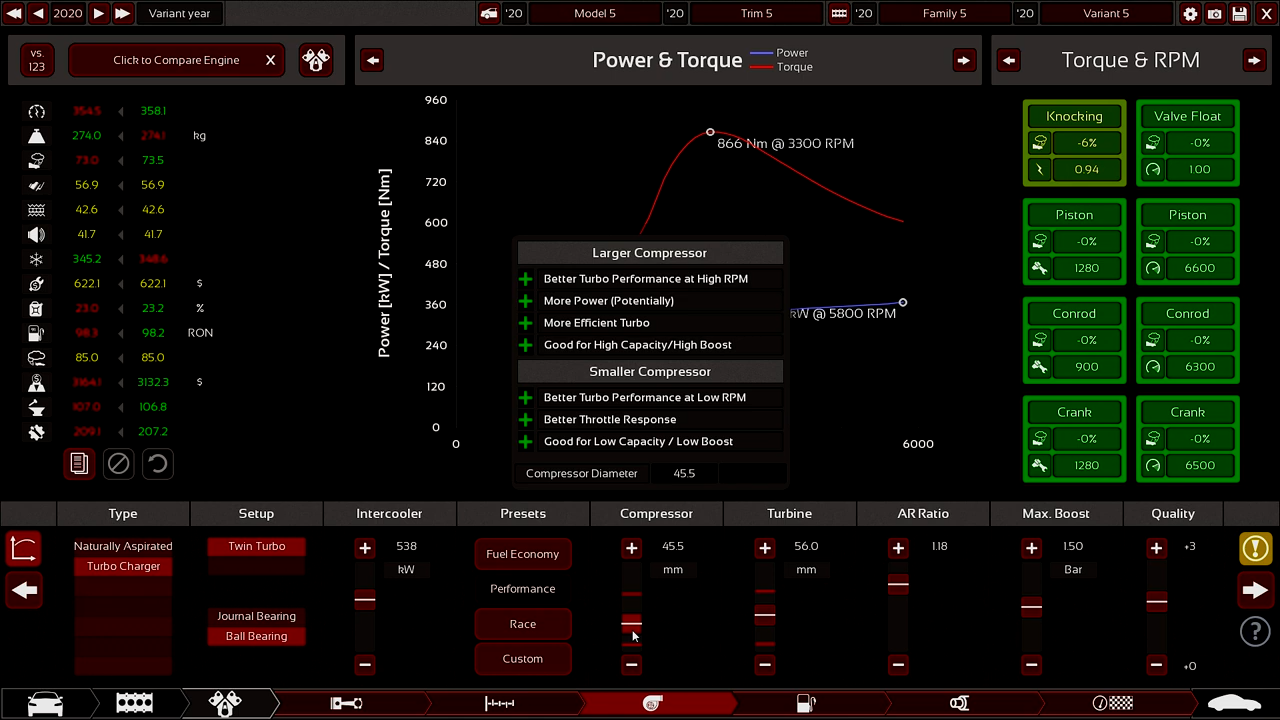 2020 Variant year '20 Model 5 '20 Trim 5 '20 Family 5 '20 Variant 5
vs. 123
Click to Compare Engine X
Power & Torque
Power
Torque
Torque & RPM
358.1
274.0 kg
73.0 73.5
56.9 56.9
42.6 42.6
41.7 41.7
345.2
622.1 622.1 $
23.0 23.2 %
98.3 98.2 RON
85.0 85.0
3132.3 $
107.0 106.8
209.1 207.2
Power [kW] / Torque [Nm]
960
840
720
600
480
360
240
120
0
0
6000
866 Nm @ 3300 RPM
kW @ 5800 RPM
Larger Compressor
Better Turbo Performance at High RPM
More Power (Potentially)
More Efficient Turbo
Good for High Capacity/High Boost
Smaller Compressor
Better Turbo Performance at Low RPM
Better Throttle Response
Good for Low Capacity / Low Boost
Compressor Diameter 45.5
Knocking Valve Float
-6% -0%
0.94 1.00
Piston Piston
-0% -0%
1280 6600
Conrod Conrod
-0% -0%
900 6300
Crank Crank
-0% -0%
1280 6500
Type Setup Intercooler Presets Compressor Turbine AR Ratio Max. Boost Quality
Naturally Aspirated
Turbo Charger
Twin Turbo
Journal Bearing
Ball Bearing
538
kW
Fuel Economy
Performance
Race
Custom
45.5
mm
56.0
mm
1.18
1.50
Bar
+3
+0